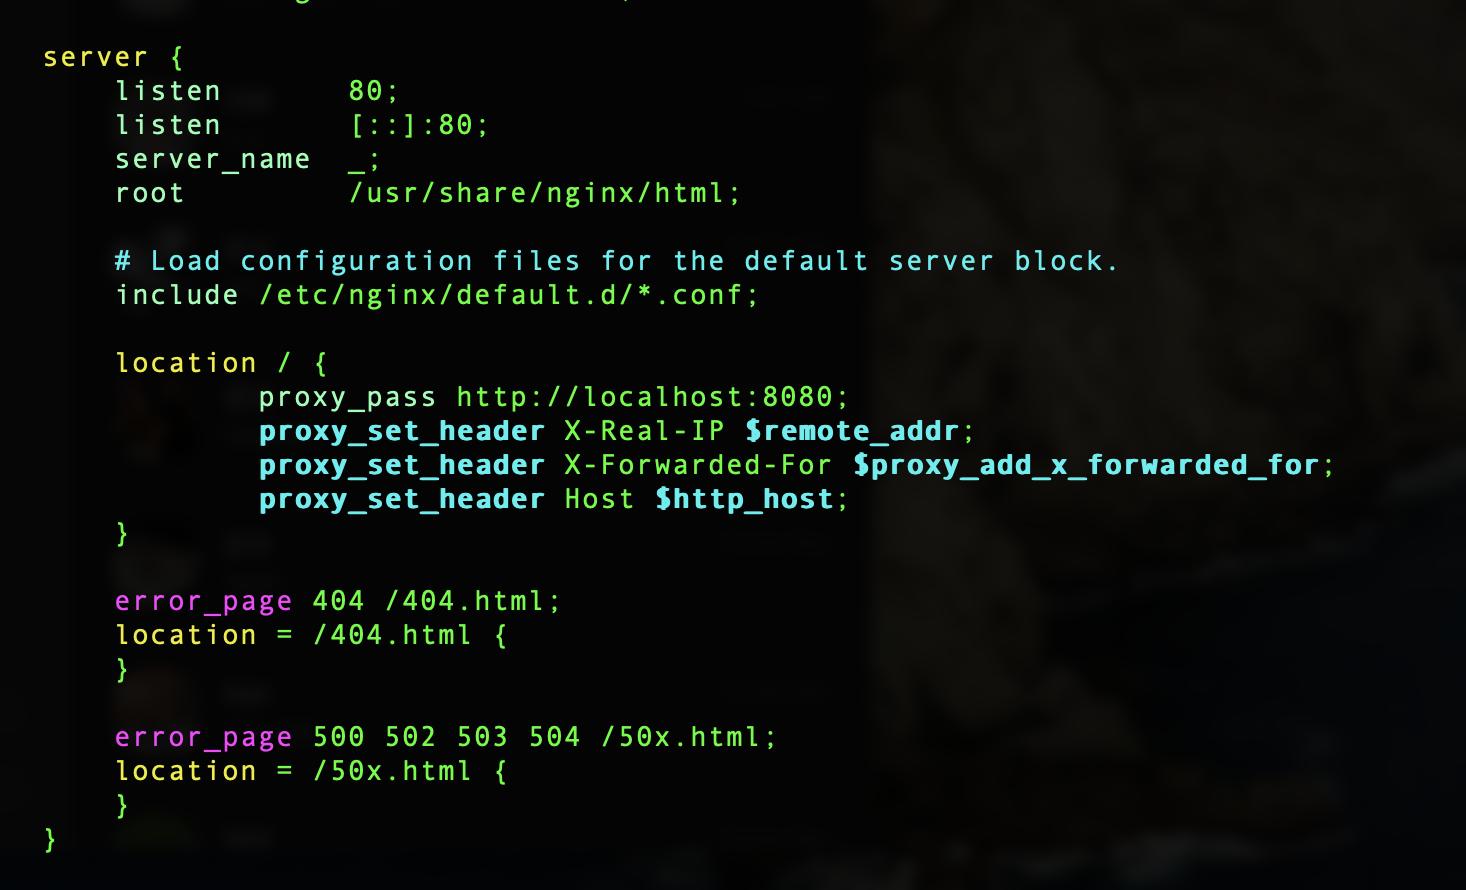 server {
listen 80;
listen [::]:80;
server_name _;
root /usr/share/nginx/html;
# Load configuration files for the default server block.
include /etc/nginx/default.d/*.conf;
location / {
proxy_pass http://localhost:8080;
proxy_set_header X-Real-IP $remote_addr;
proxy_set_header X-Forwarded-For $proxy_add_x_forwarded_for;
proxy_set_header Host $http_host;
}
error_page 404 /404.html;
location = /404.html {
}
error_page 500 502 503 504 /50x.html;
location = /50x.html {
}
}